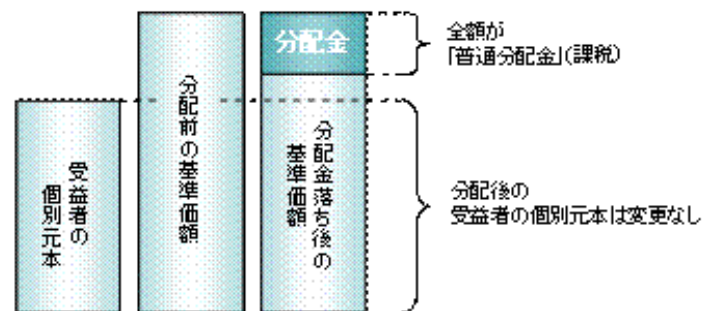 受益者の
個別元本
分配前の基準価額
分配金
分配金落ち後の
基準価額
全額が
「普通分配金」(課税)
分配後の
受益者の個別元本は変更なし